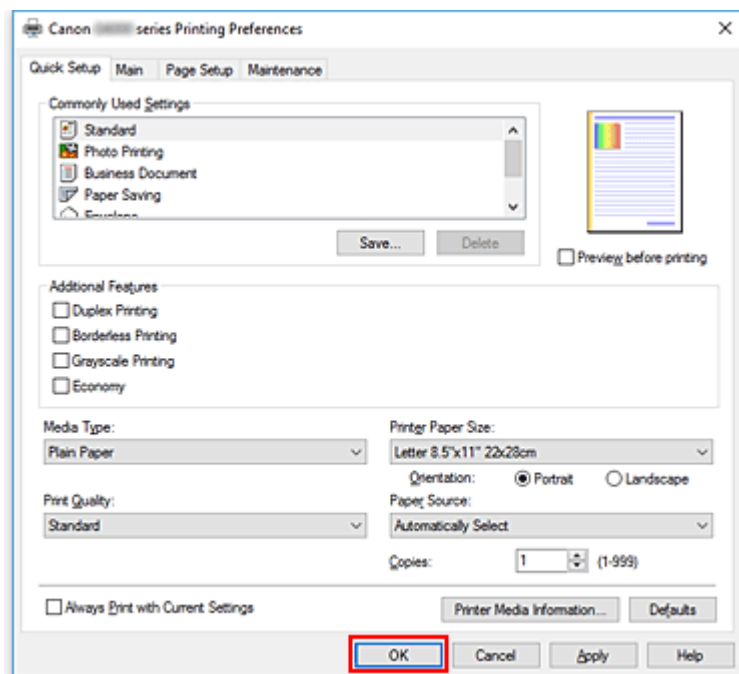 Canon series Printing Preferences
Quick Setup Main Page Setup Maintenance
Commonly Used Settings
Standard
Photo Printing
Business Document
Paper Saving
Envelope
Save... Delete
Preview before printing
Additional Features
Duplex Printing
Borderless Printing
Grayscale Printing
Economy
Media Type: Printer Paper Size:
Plain Paper Letter 8.5"x11" 22x28cm
Orientation: Portrait Landscape
Print Quality: Paper Source:
Standard Automatically Select
Copies: 1 (1-999)
Always Print with Current Settings Printer Media Information... Defaults
OK Cancel Apply Help